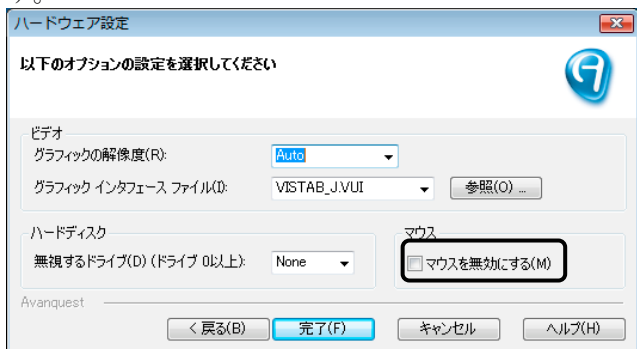 ハードウェア設定
以下のオプションの設定を選択してください
ビデオ
グラフィックの解像度(R): Auto
グラフィック インタフェース ファイル(I): VISTAB_J.VUI 参照(O) ...
ハードディスク マウス
無視するドライブ(D) (ドライブ 0以上): None マウスを無効にする(M)
Avanquest
< 戻る(B) 完了(F) キャンセル ヘルプ(H)